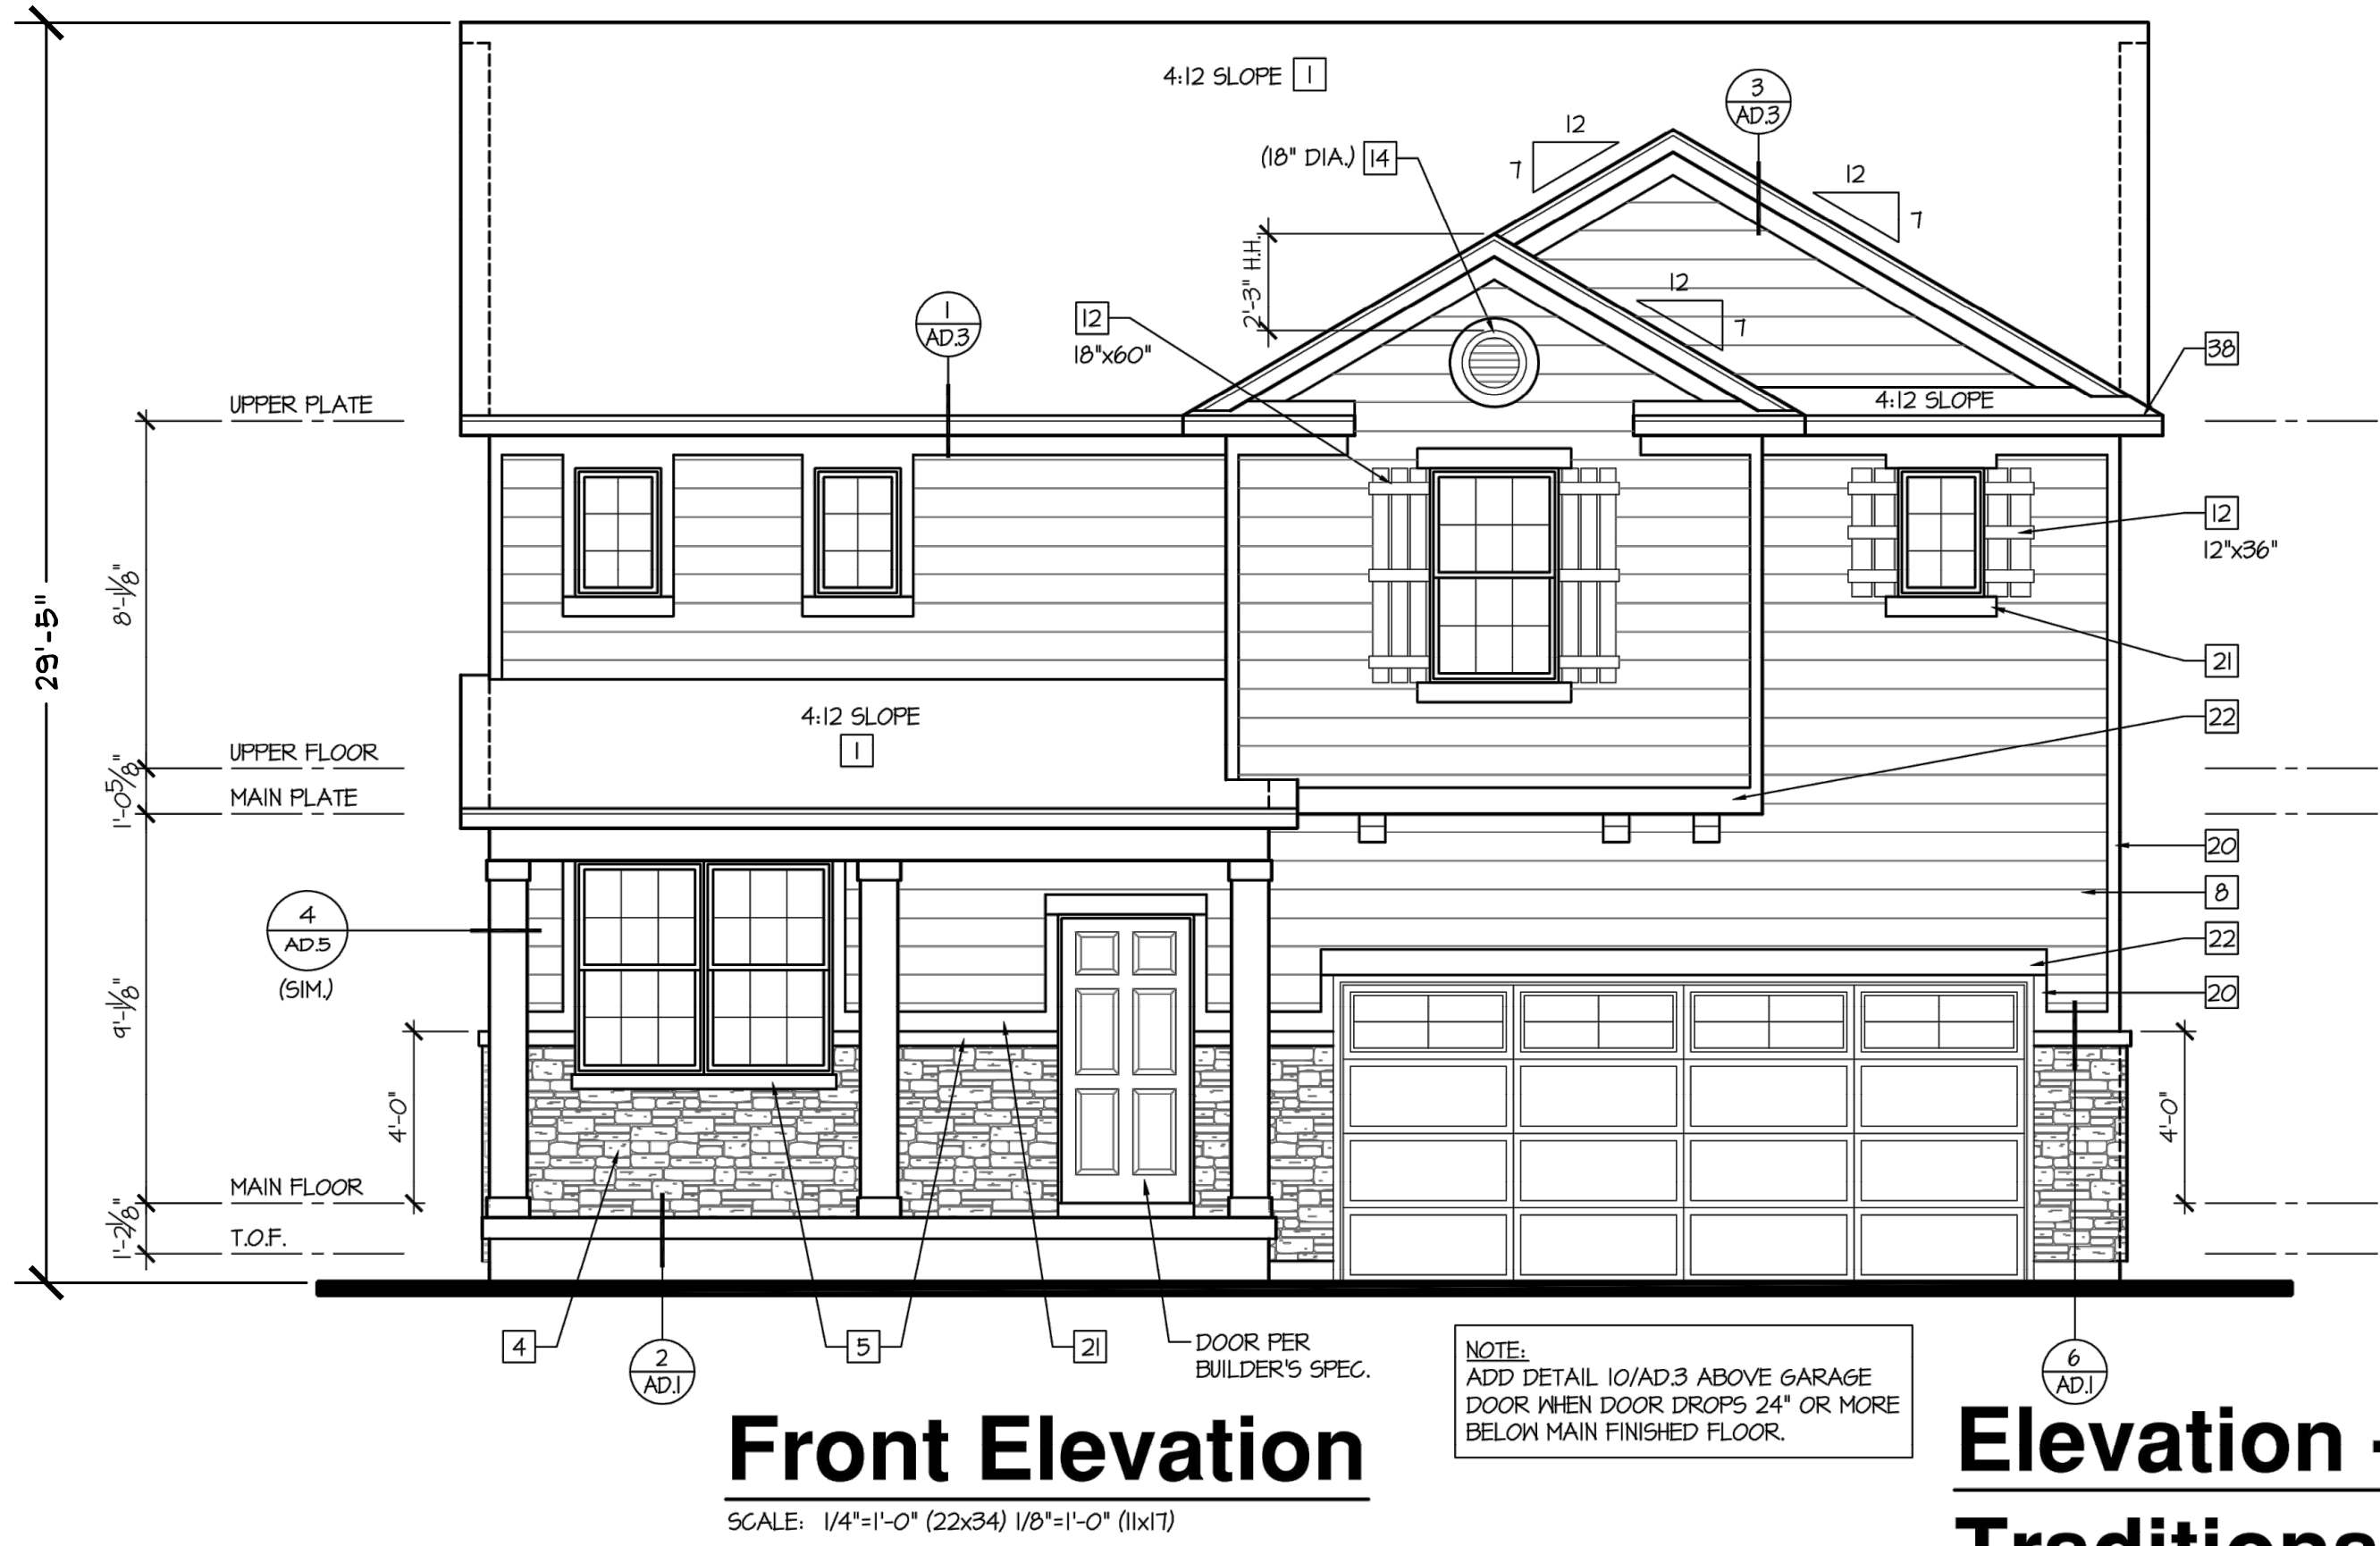 4:12 SLOPE 1
3
AD.3
12
7
12
7
(18" DIA.) 14
2'-3" H.H.
12
7
1
AD.3
12
18"x60"
38
UPPER PLATE
4:12 SLOPE
12
12"x36"
8'-1 1/8"
29'-5"
21
4:12 SLOPE
1
22
UPPER FLOOR
1'-0 5/8"
MAIN PLATE
20
8
4
AD.5
(SIM.)
22
20
9'-1 1/8"
4'-0"
4'-0"
MAIN FLOOR
1'-2 1/8"
T.O.F.
4
2
AD.1
5
21
DOOR PER
BUILDER'S SPEC.
NOTE:
ADD DETAIL 10/AD.3 ABOVE GARAGE
DOOR WHEN DOOR DROPS 24" OR MORE
BELOW MAIN FINISHED FLOOR.
6
AD.1
Front Elevation
SCALE: 1/4"=1'-0" (22x34) 1/8"=1'-0" (11x17)
Elevation -
Traditiona